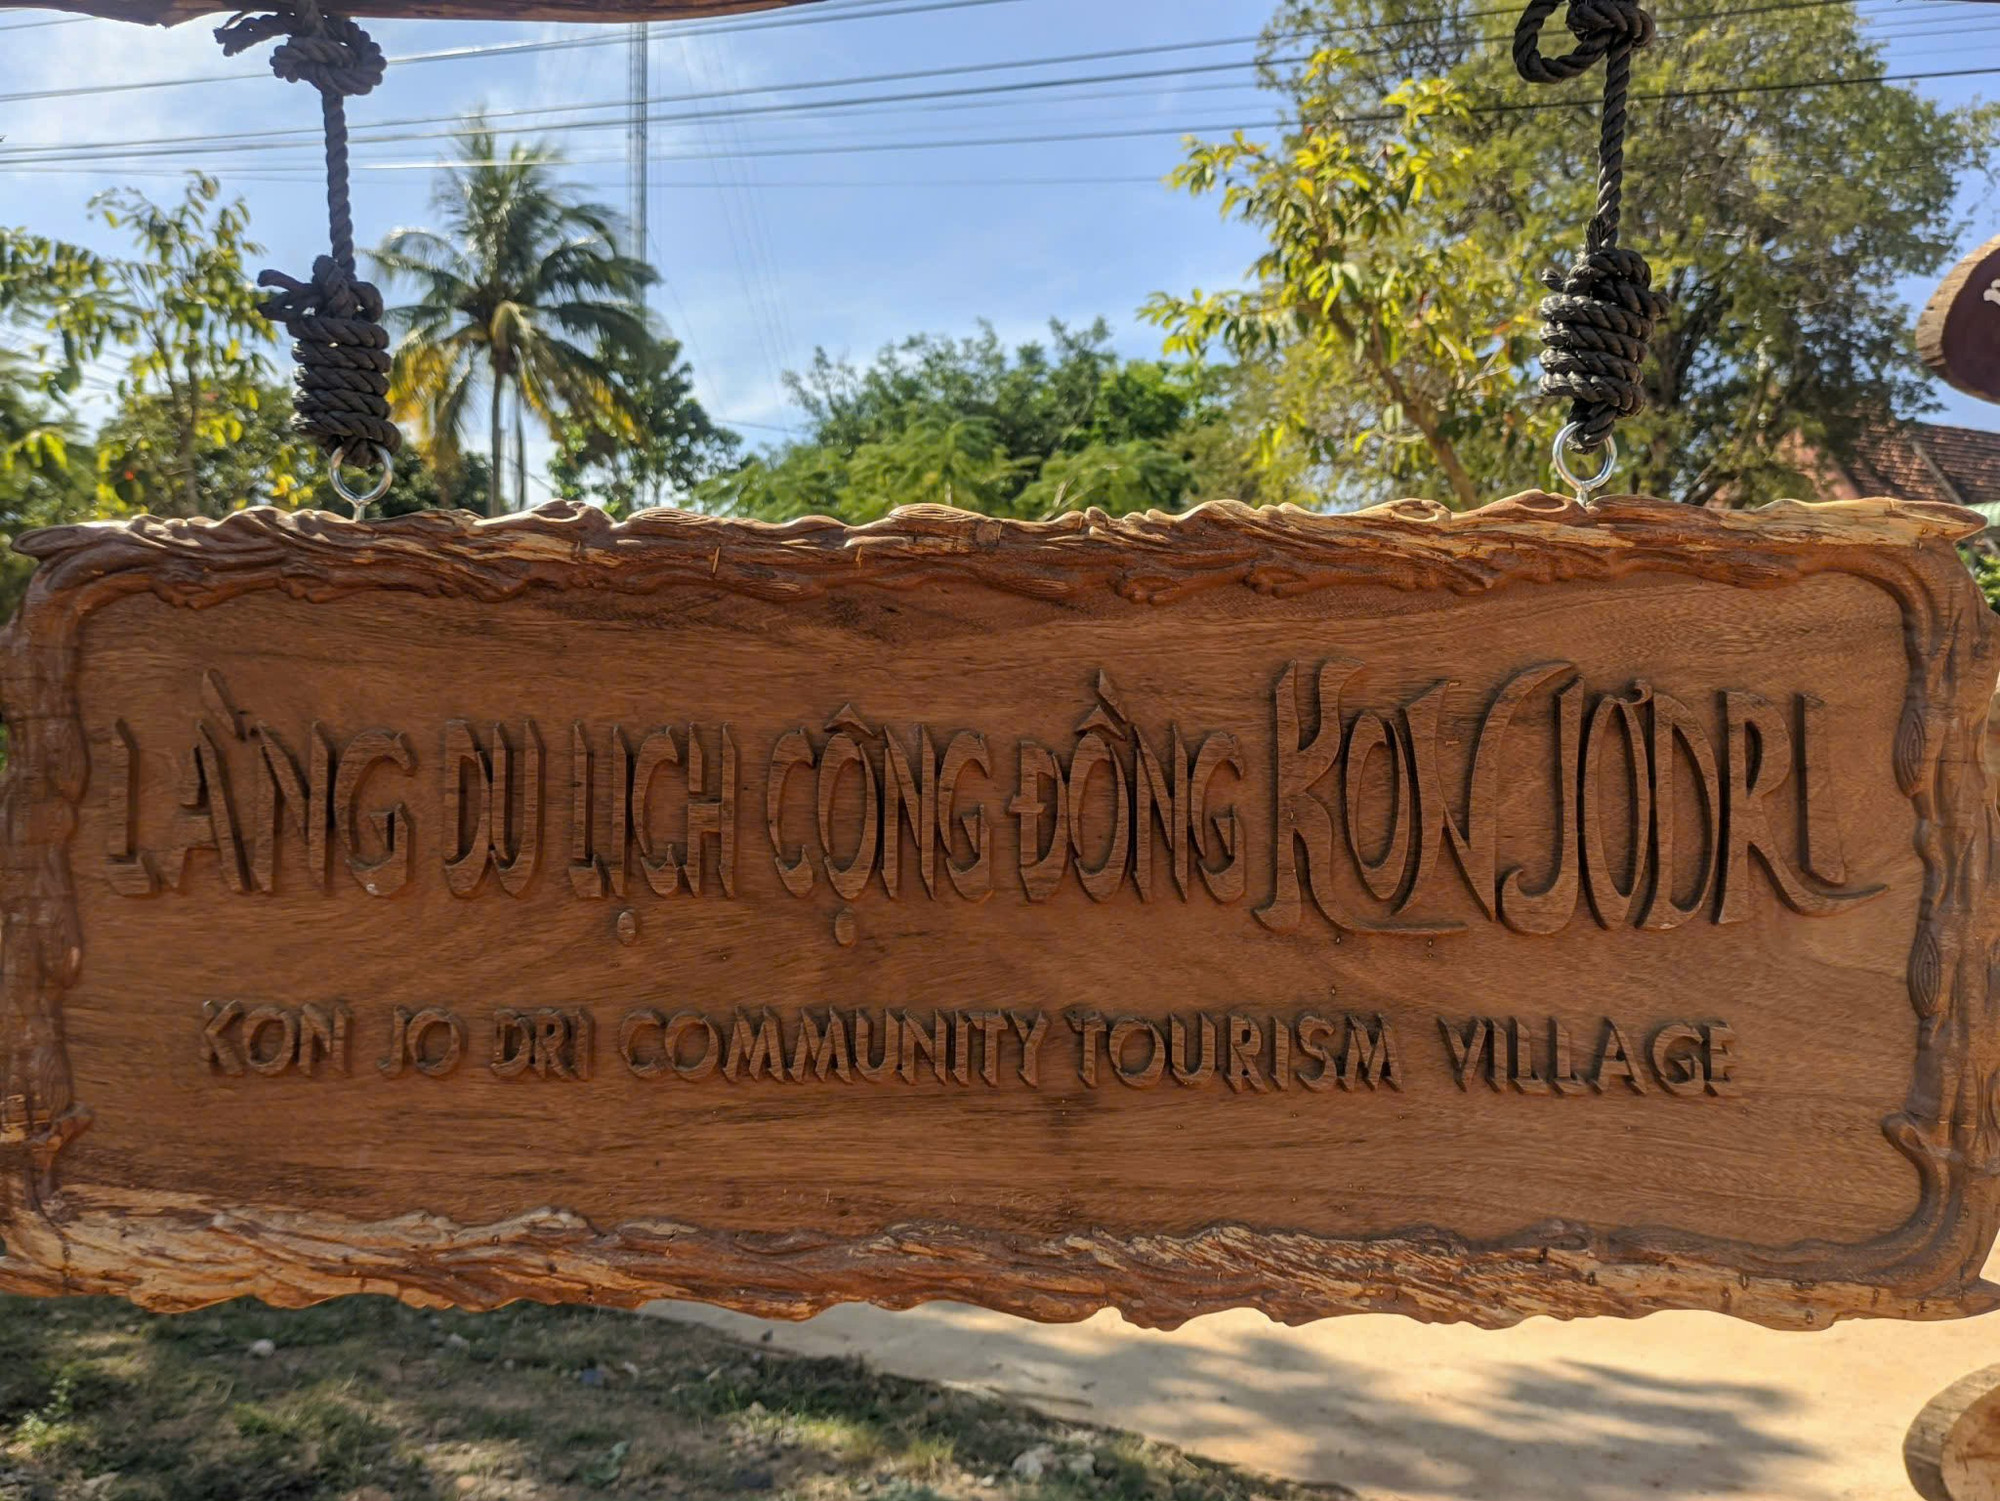 LÀNG DU LỊCH CỘNG ĐỒNG KON JƠDRI
KON JO DRI COMMUNITY TOURISM VILLAGE